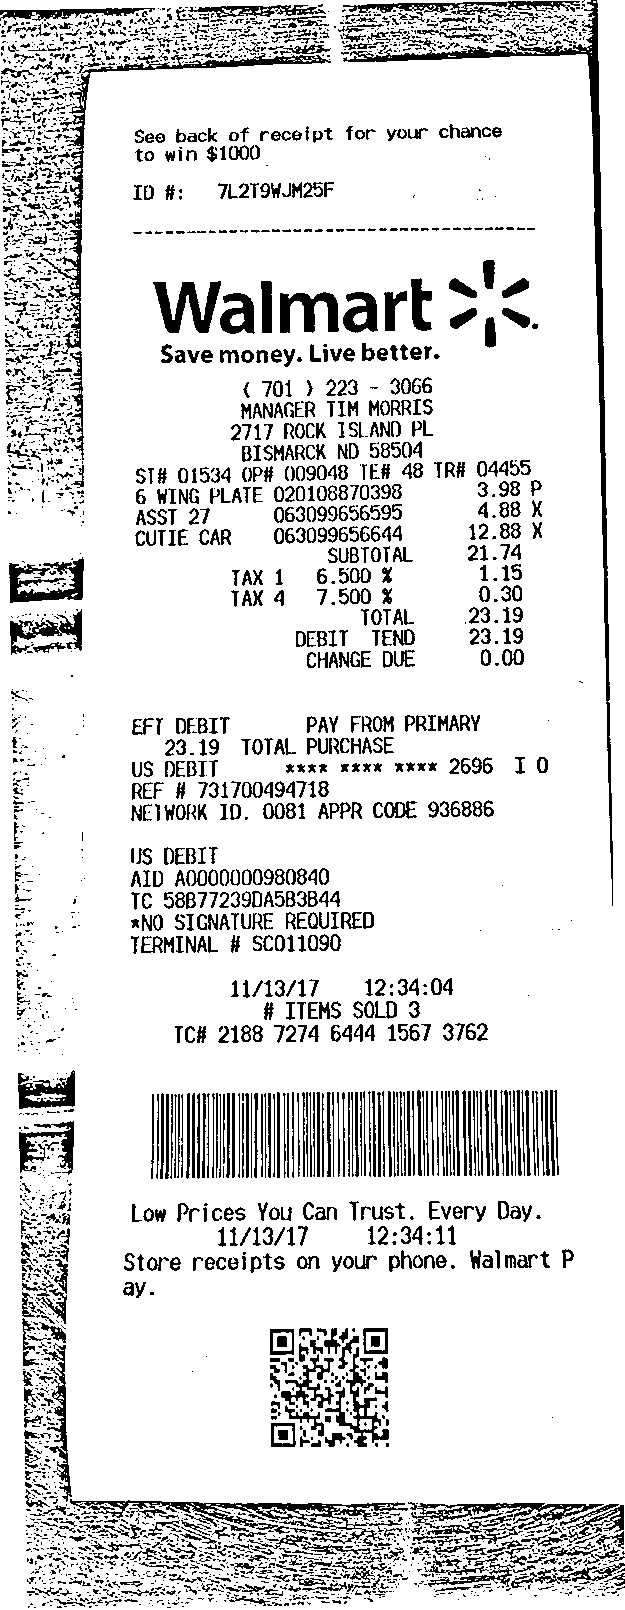 See back of receipt for your chance
to win $1000
ID #: 7L2T9WJM25F
Walmart
Save money. Live better.
( 701 ) 223 - 3066
MANAGER TIM MORRIS
2717 ROCK ISLAND PL
BISMARCK ND 58504
ST# 01534 OP# 009048 TE# 48 TR# 04455
6 WING PLATE 020108870398 3.98 P
ASST 27 063099656595 4.88 X
CUTIE CAR 063099656644 12.88 X
SUBTOTAL 21.74
TAX 1 6.500 % 1.15
TAX 4 7.500 % 0.30
TOTAL 23.19
DEBIT TEND 23.19
CHANGE DUE 0.00
EFT DEBIT PAY FROM PRIMARY
23.19 TOTAL PURCHASE
US DEBIT **** **** **** 2696 I 0
REF # 731700494718
NETWORK ID. 0081 APPR CODE 936886
US DEBIT
AID A0000000980840
TC 58B77239DA5B3B44
*NO SIGNATURE REQUIRED
TERMINAL # SC011090
11/13/17 12:34:04
# ITEMS SOLD 3
TC# 2188 7274 6444 1567 3762
Low Prices You Can Trust. Every Day.
11/13/17 12:34:11
Store receipts on your phone. Walmart P
ay.